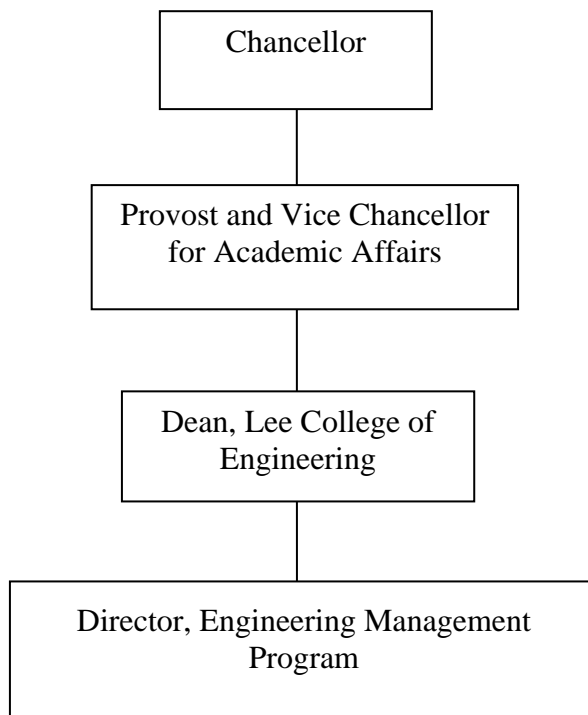 Chancellor
Provost and Vice Chancellor
for Academic Affairs
Dean, Lee College of
Engineering
Director, Engineering Management
Program